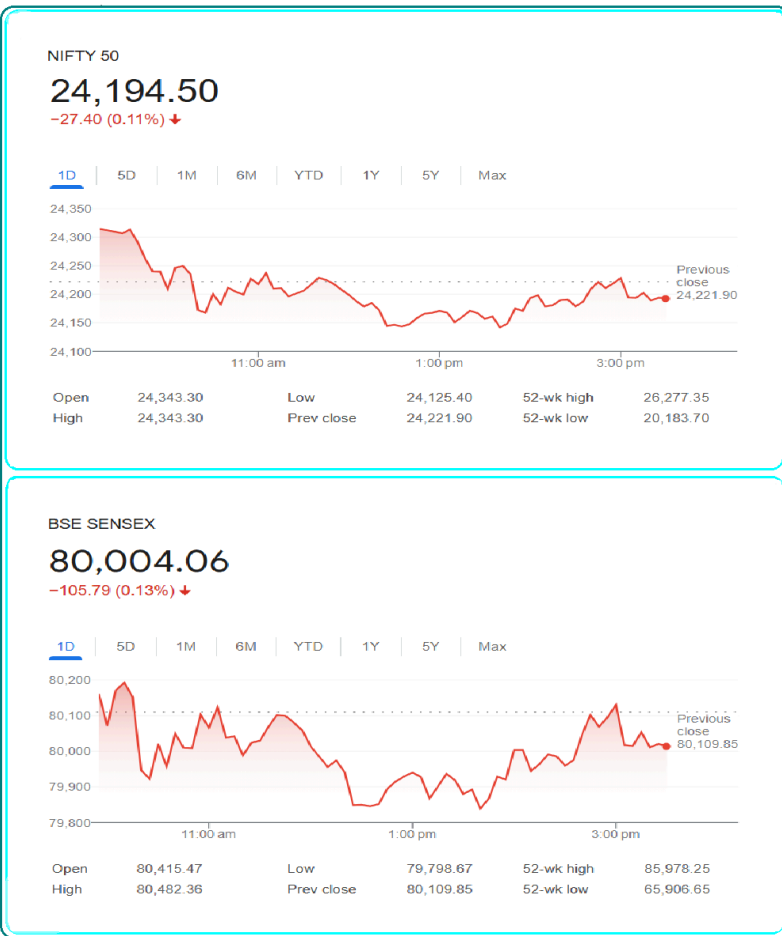 NIFTY 50
24,194.50
−27.40 (0.11%) ↓
1D 5D 1M 6M YTD 1Y 5Y Max
24,350
24,300
24,250
24,200
24,150
24,100
Previous
close
24,221.90
11:00 am 1:00 pm 3:00 pm
Open 24,343.30 Low 24,125.40 52-wk high 26,277.35
High 24,343.30 Prev close 24,221.90 52-wk low 20,183.70
BSE SENSEX
80,004.06
−105.79 (0.13%) ↓
1D 5D 1M 6M YTD 1Y 5Y Max
80,200
80,100
80,000
79,900
79,800
Previous
close
80,109.85
11:00 am 1:00 pm 3:00 pm
Open 80,415.47 Low 79,798.67 52-wk high 85,978.25
High 80,482.36 Prev close 80,109.85 52-wk low 65,906.65